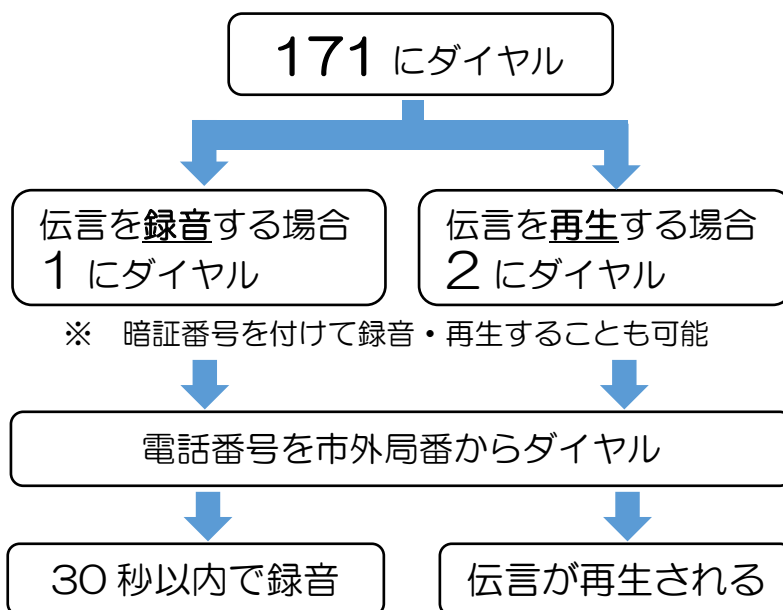 171 にダイヤル
伝言を録音する場合
1 にダイヤル
伝言を再生する場合
2 にダイヤル
※　暗証番号を付けて録音・再生することも可能
電話番号を市外局番からダイヤル
30 秒以内で録音
伝言が再生される